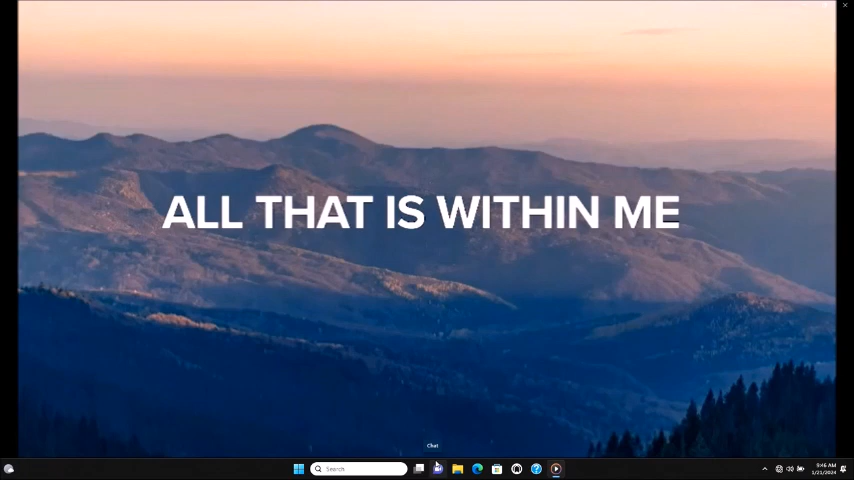 ALL THAT IS WITHIN ME
Chat
Search
9:46 AM
1/21/2024